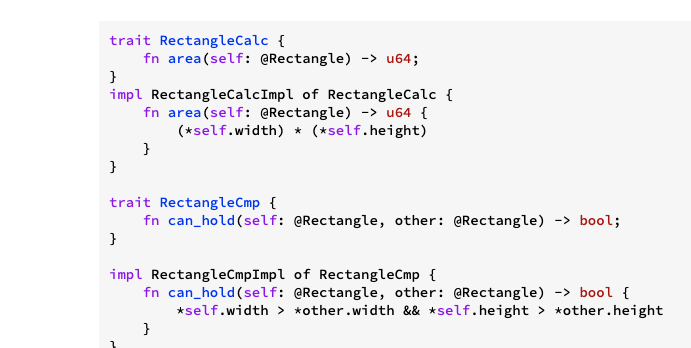 trait RectangleCalc {
    fn area(self: @Rectangle) -> u64;
}
impl RectangleCalcImpl of RectangleCalc {
    fn area(self: @Rectangle) -> u64 {
        (*self.width) * (*self.height)
    }
}

trait RectangleCmp {
    fn can_hold(self: @Rectangle, other: @Rectangle) -> bool;
}

impl RectangleCmpImpl of RectangleCmp {
    fn can_hold(self: @Rectangle, other: @Rectangle) -> bool {
        *self.width > *other.width && *self.height > *other.height
    }
}